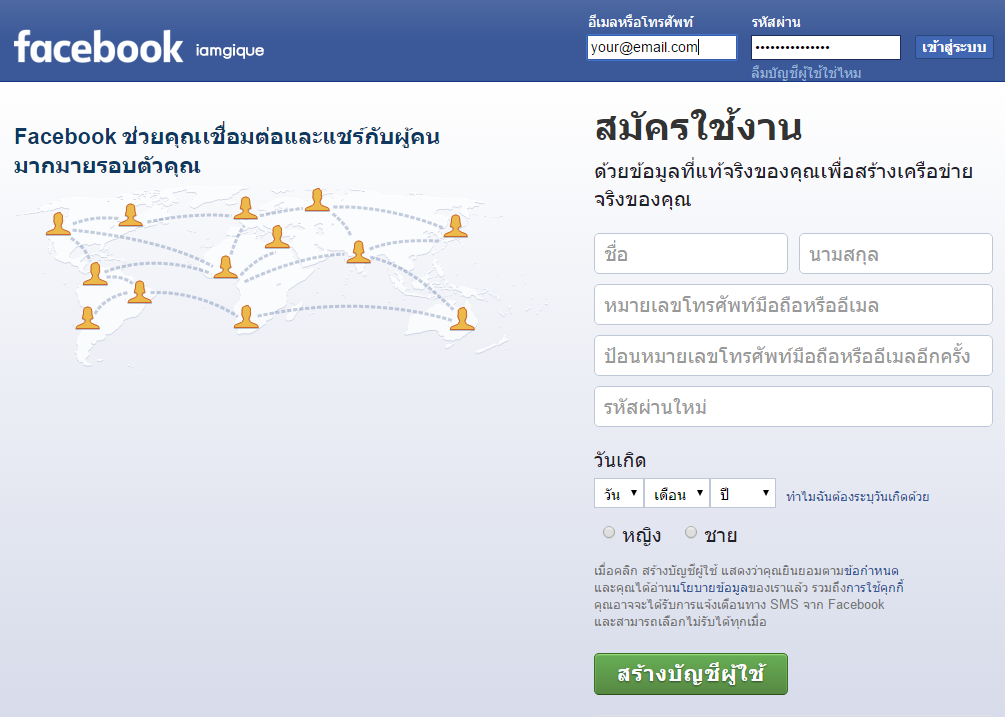 facebook iamgique
อีเมลหรือโทรศัพท์
รหัสผ่าน
your@email.com
•••••••••••••••
เข้าสู่ระบบ
ลืมบัญชีผู้ใช้ใช่ไหม
Facebook ช่วยคุณเชื่อมต่อและแชร์กับผู้คน
มากมายรอบตัวคุณ
สมัครใช้งาน
ด้วยข้อมูลที่แท้จริงของคุณเพื่อสร้างเครือข่าย
จริงของคุณ
ชื่อ
นามสกุล
หมายเลขโทรศัพท์มือถือหรืออีเมล
ป้อนหมายเลขโทรศัพท์มือถือหรืออีเมลอีกครั้ง
รหัสผ่านใหม่
วันเกิด
วัน เดือน ปี ทำไมฉันต้องระบุวันเกิดด้วย
หญิง ชาย
เมื่อคลิก สร้างบัญชีผู้ใช้ แสดงว่าคุณยินยอมตามข้อกำหนด
และคุณได้อ่านนโยบายข้อมูลของเราแล้ว รวมถึงการใช้คุกกี้
คุณอาจจะได้รับการแจ้งเตือนทาง SMS จาก Facebook
และสามารถเลือกไม่รับได้ทุกเมื่อ
สร้างบัญชีผู้ใช้